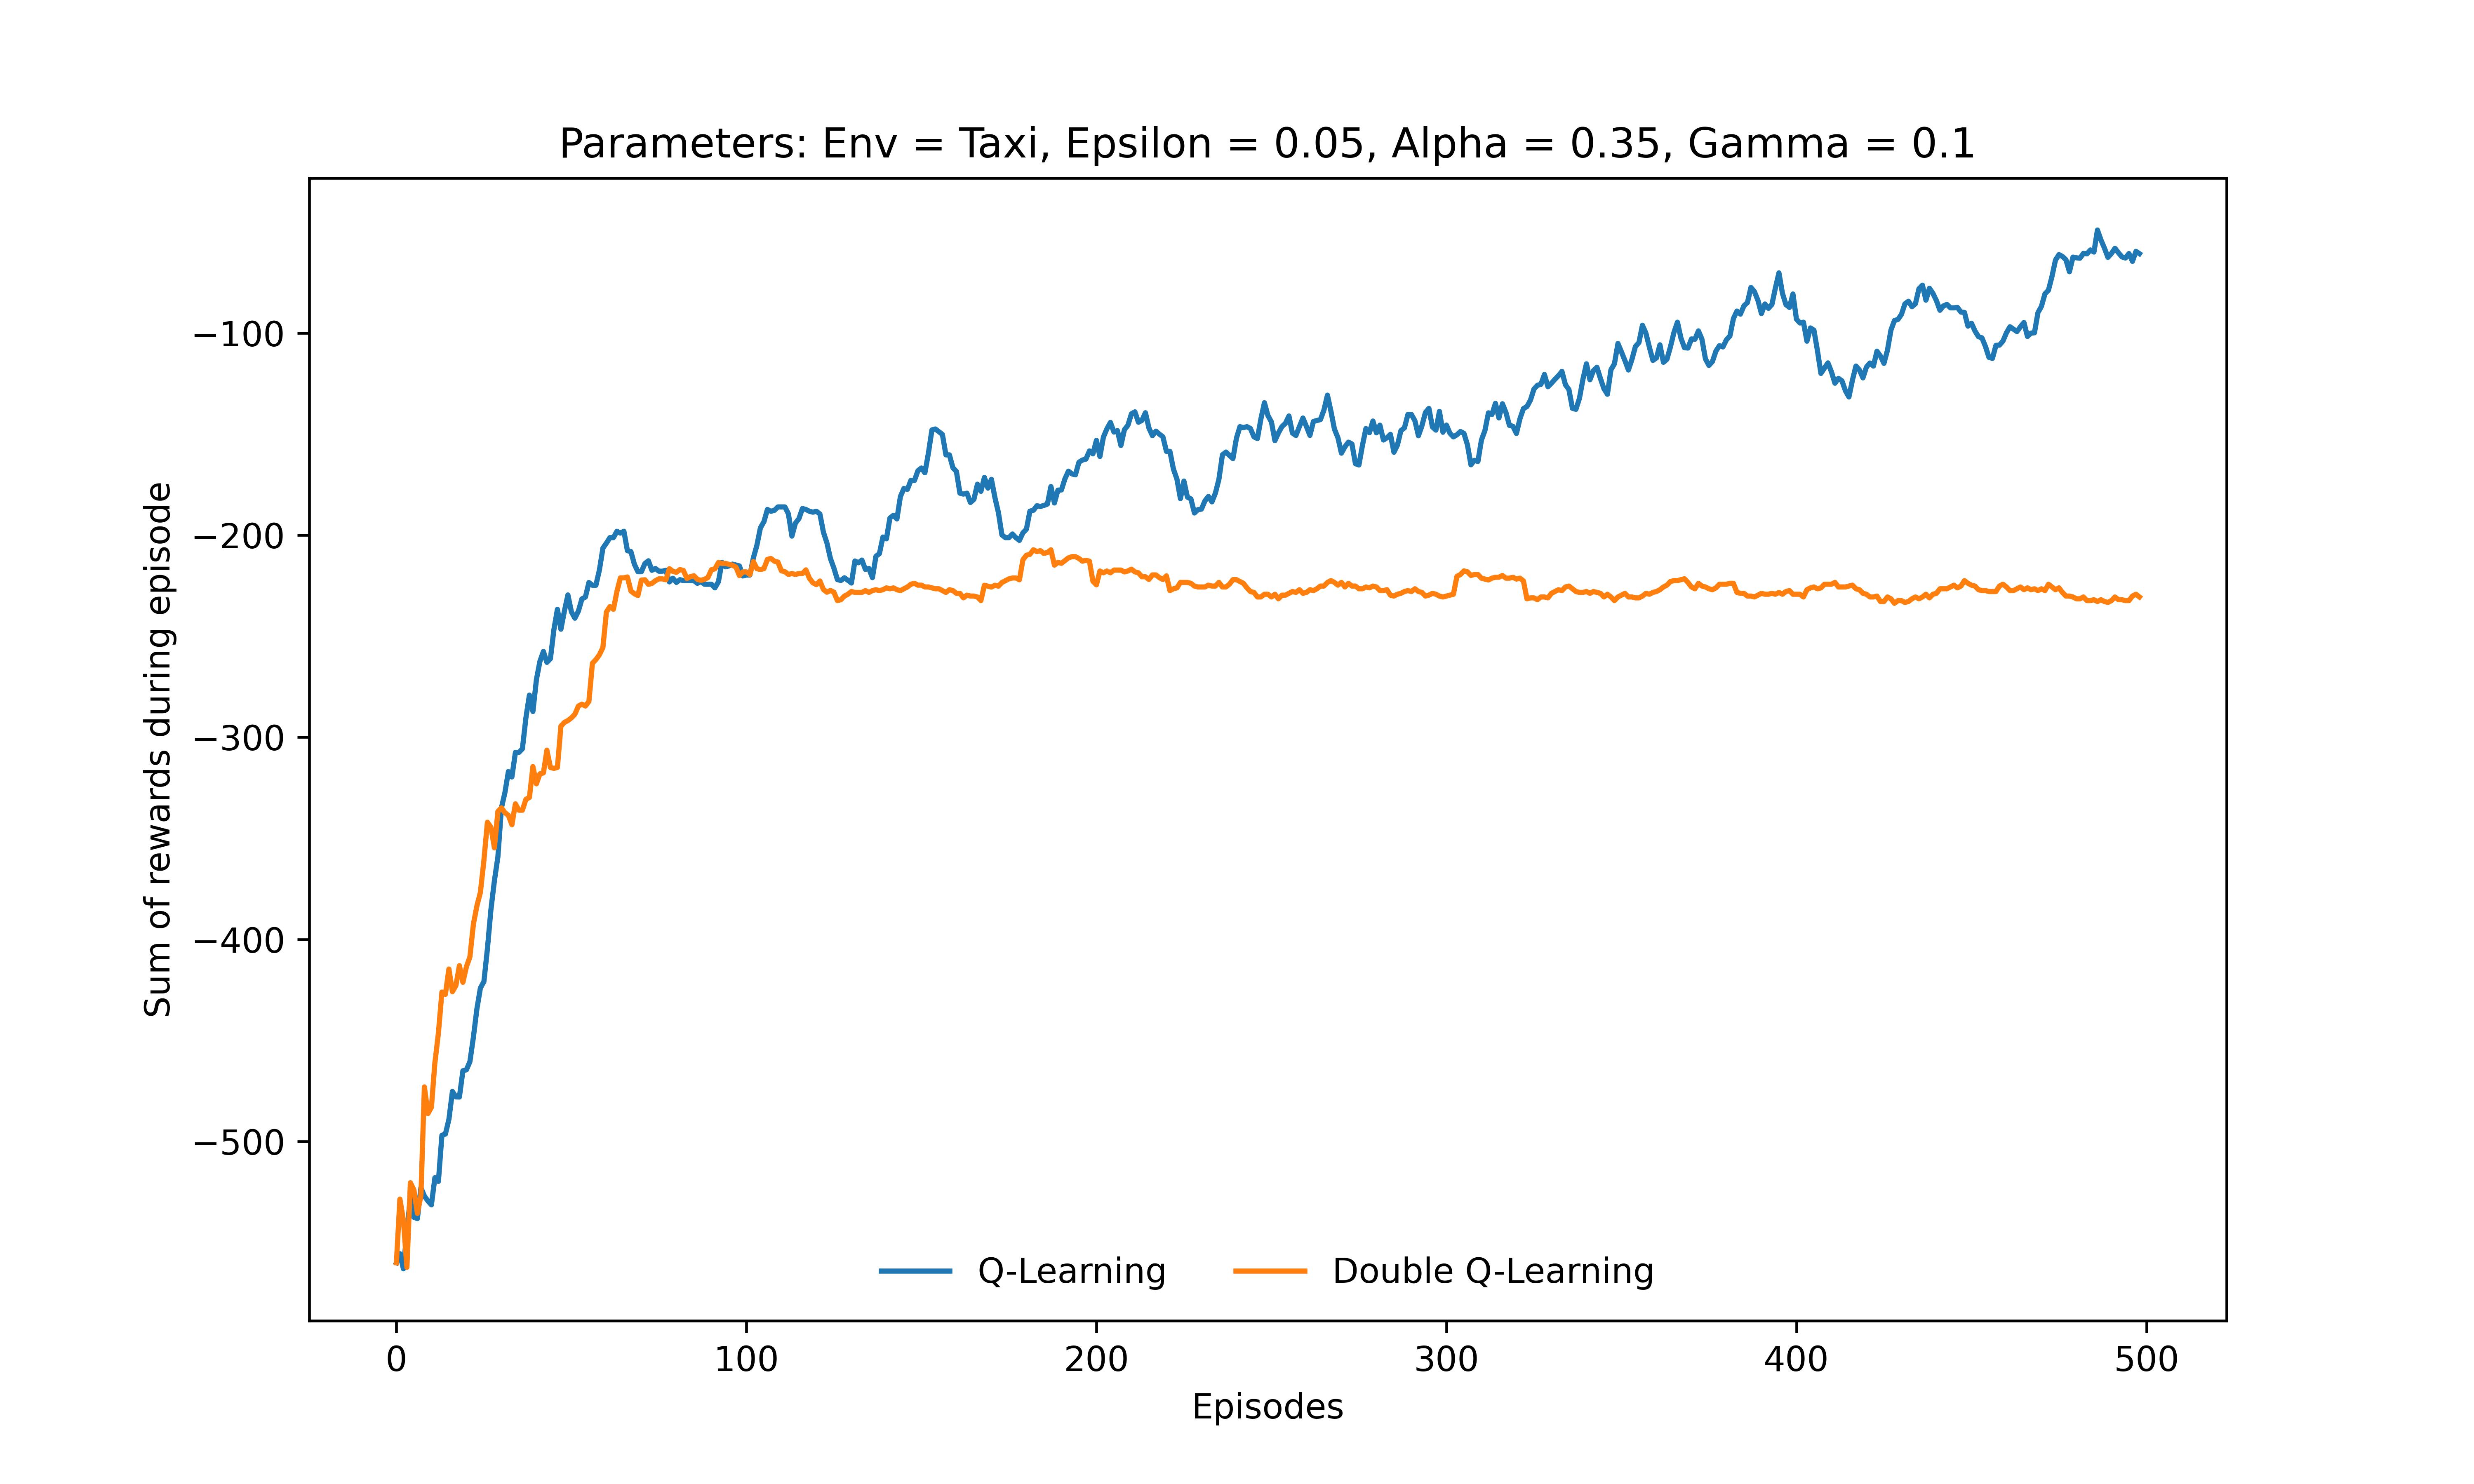 Parameters: Env = Taxi, Epsilon = 0.05, Alpha = 0.35, Gamma = 0.1
Sum of rewards during episode
−100
−200
−300
−400
−500
Q-Learning
Double Q-Learning
0 100 200 300 400 500
Episodes